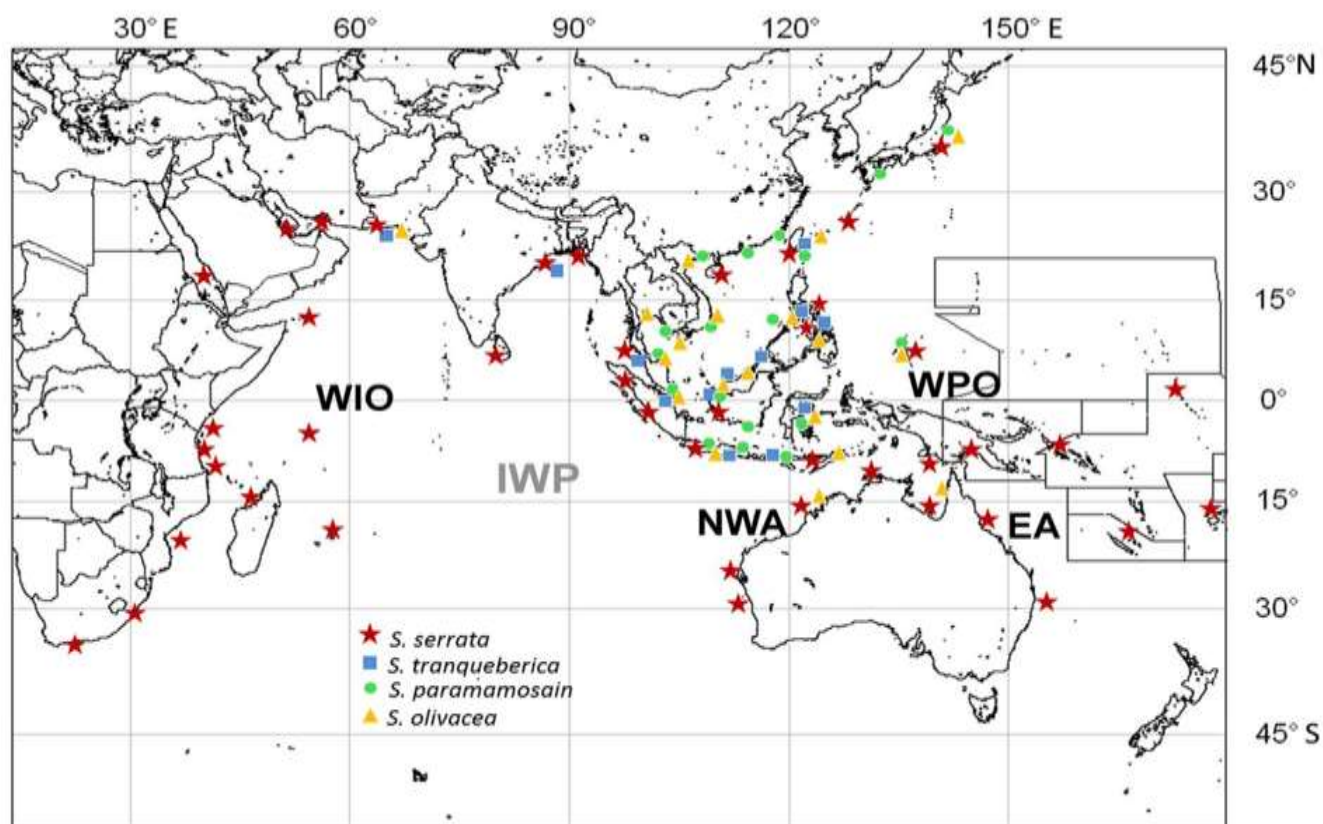 30° E 60° 90° 120° 150° E
45° N
30°
15°
WIO
WPO
0°
IWP
NWA
EA
15°
30°
S. serrata
S. tranqueberica
S. paramamosain
S. olivacea
45° S